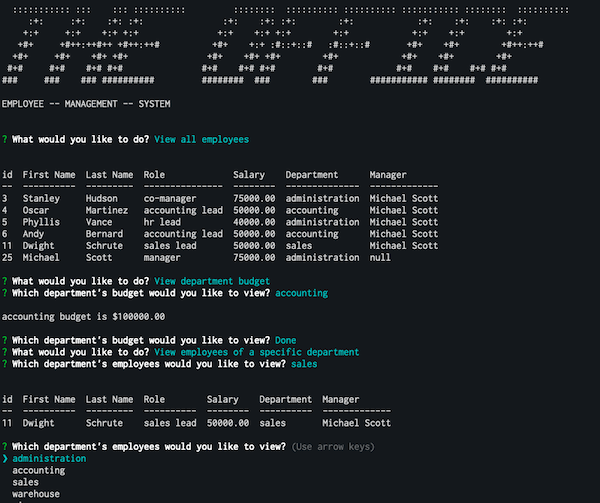 EMPLOYEE -- MANAGEMENT -- SYSTEM
? What would you like to do? View all employees
id First Name Last Name Role Salary Department Manager
-- ---------- --------- --------------- -------- -------------- -------------
3 Stanley Hudson co-manager 75000.00 administration Michael Scott
4 Oscar Martinez accounting lead 50000.00 accounting Michael Scott
5 Phyllis Vance hr lead 40000.00 administration Michael Scott
6 Andy Bernard accounting lead 50000.00 accounting Michael Scott
11 Dwight Schrute sales lead 50000.00 sales Michael Scott
25 Michael Scott manager 75000.00 administration null
? What would you like to do? View department budget
? Which department's budget would you like to view? accounting
accounting budget is $100000.00
? Which department's budget would you like to view? Done
? What would you like to do? View employees of a specific department
? Which department's employees would you like to view? sales
id First Name Last Name Role Salary Department Manager
-- ---------- --------- ---------- -------- ---------- -------------
11 Dwight Schrute sales lead 50000.00 sales Michael Scott
? Which department's employees would you like to view? (Use arrow keys)
❯ administration
accounting
sales
warehouse